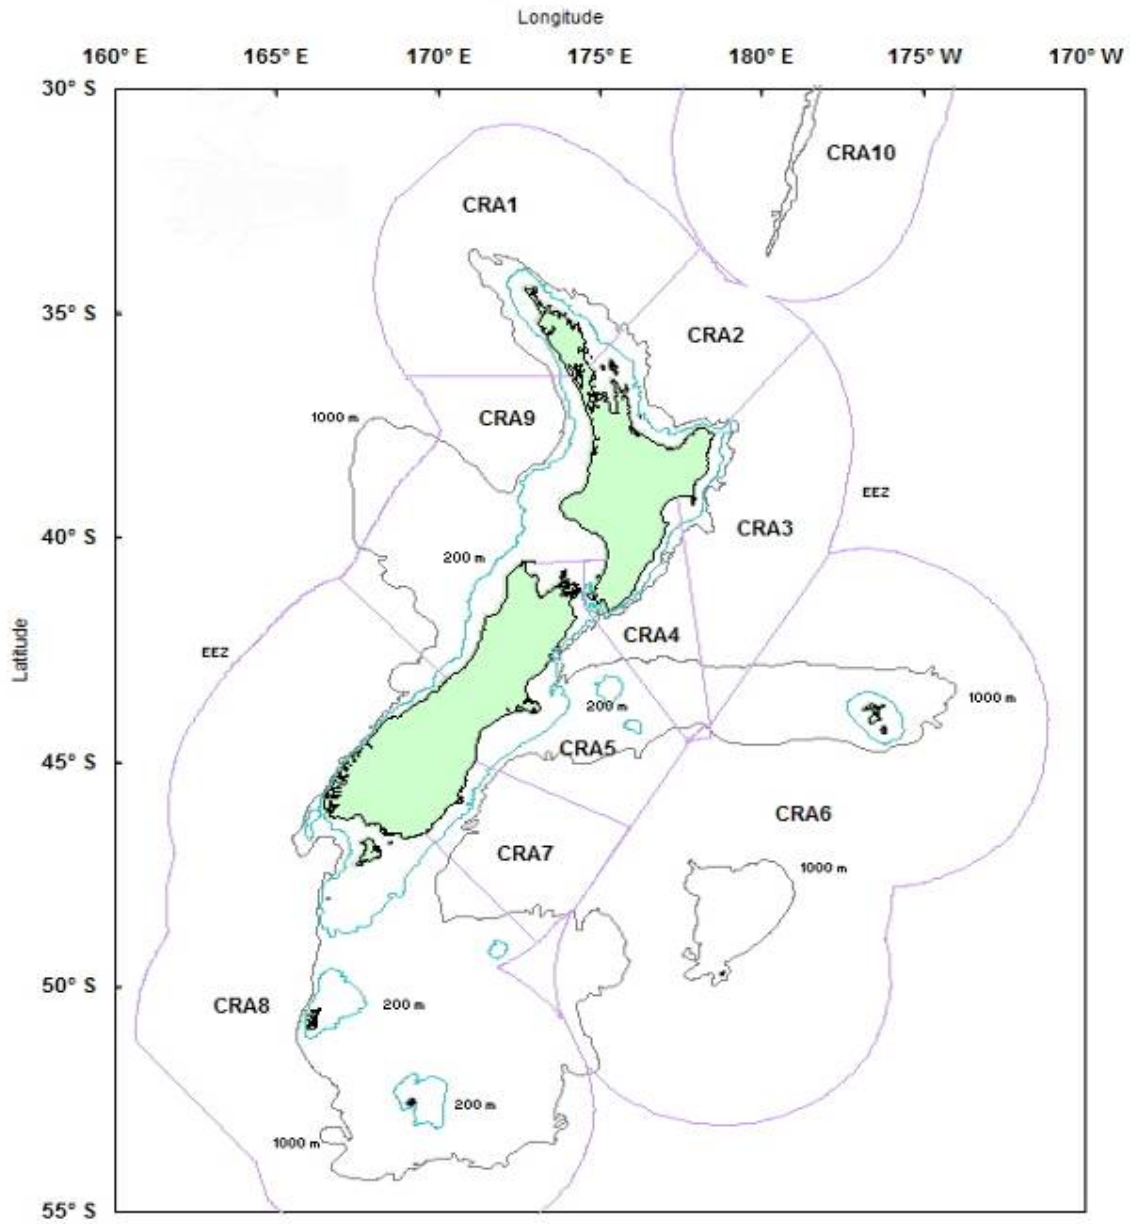 Longitude
160° E 165° E 170° E 175° E 180° E 175° W 170° W
30° S
CRA10
CRA1
35° S
CRA2
1000 m
CRA9
EEZ
CRA3
40° S
200 m
CRA4
Latitude
EEZ
200 m
1000 m
CRA5
45° S
CRA6
CRA7
1000 m
50° S
CRA8
200 m
200 m
1000 m
55° S